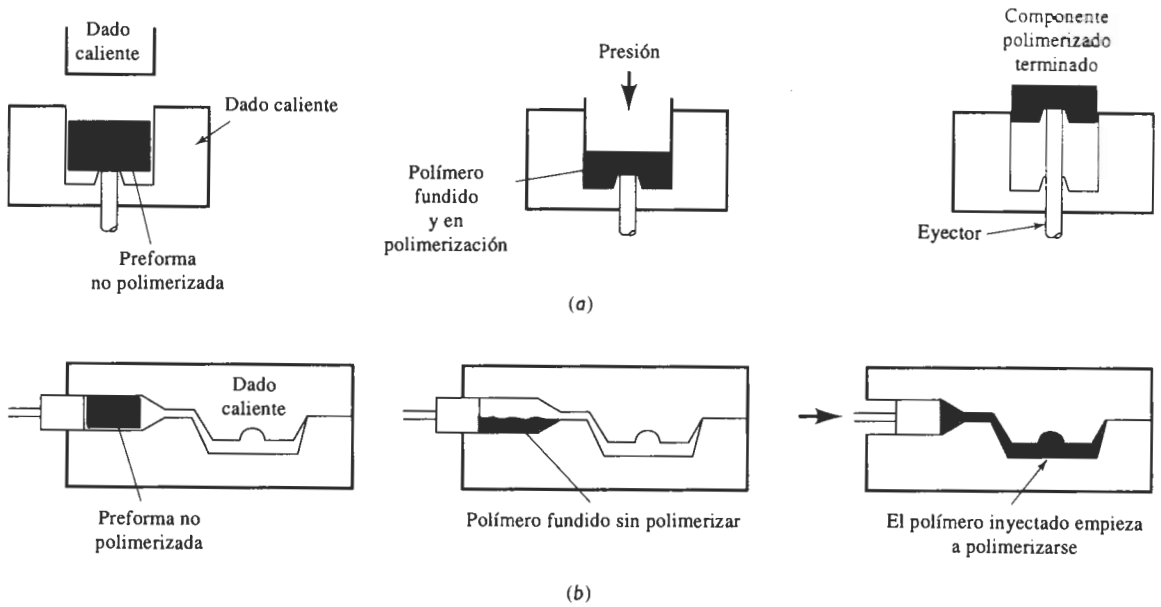 Dado
caliente
Dado caliente
Preforma
no polimerizada
Presión
Polímero
fundido
y en
polimerización
Componente
polimerizado
terminado
Eyector
(a)
Dado
caliente
Preforma no
polimerizada
Polímero fundido sin polimerizar
El polímero inyectado empieza
a polimerizarse
(b)